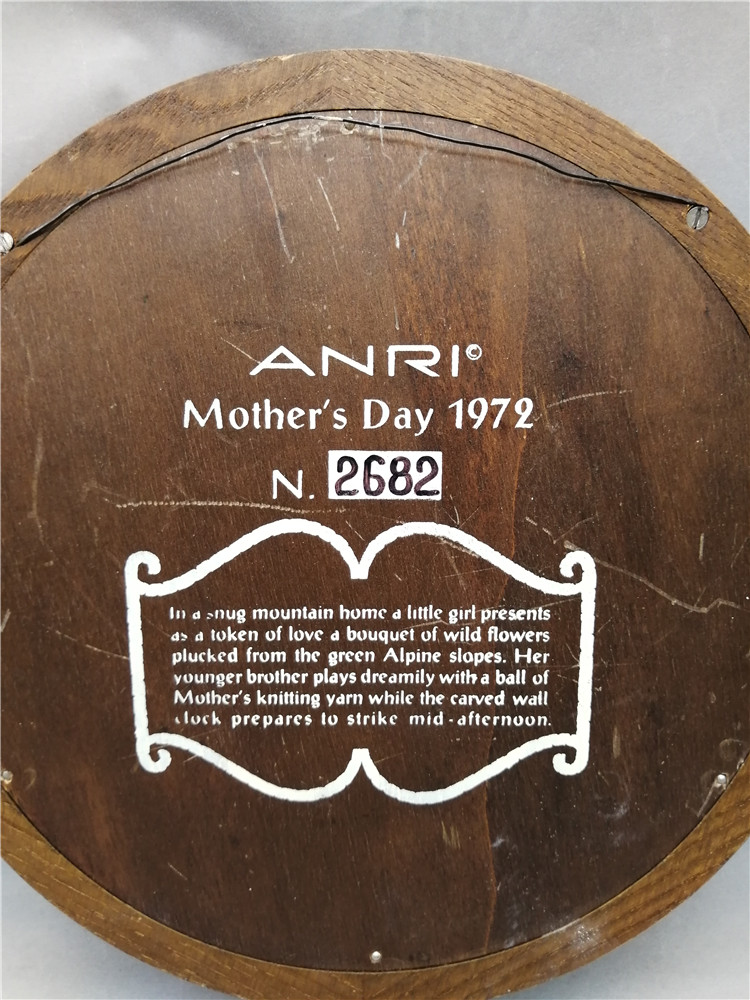 ANRI©
Mother's Day 1972
N. 2682
In a snug mountain home a little girl presents
as a token of love a bouquet of wild flowers
plucked from the green Alpine slopes. Her
younger brother plays dreamily with a ball of
Mother's knitting yarn while the carved wall
clock prepares to strike mid-afternoon.